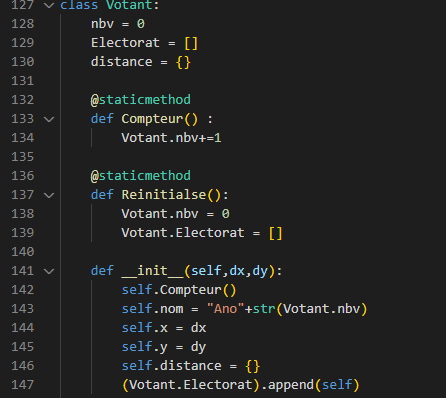 127 class Votant:
128     nbv = 0
129     Electorat = []
130     distance = {}
131
132     @staticmethod
133     def Compteur() :
134         Votant.nbv+=1
135
136     @staticmethod
137     def Reinitialse():
138         Votant.nbv = 0
139         Votant.Electorat = []
140
141     def __init__(self,dx,dy):
142         self.Compteur()
143         self.nom = "Ano"+str(Votant.nbv)
144         self.x = dx
145         self.y = dy
146         self.distance = {}
147         (Votant.Electorat).append(self)